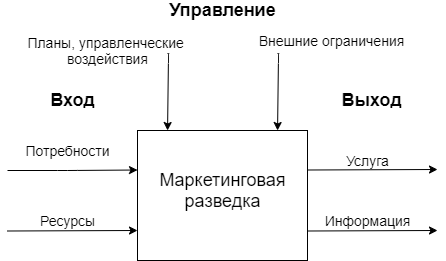 Управление
Планы, управленческие
воздействия
Внешние ограничения
Вход
Выход
Потребности
Услуга
Маркетинговая
разведка
Ресурсы
Информация